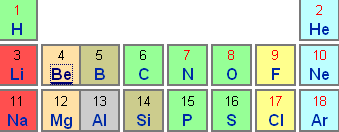 1 2
H He
3 4 5 6 7 8 9 10
Li Be B C N O F Ne
11 12 13 14 15 16 17 18
Na Mg Al Si P S Cl Ar